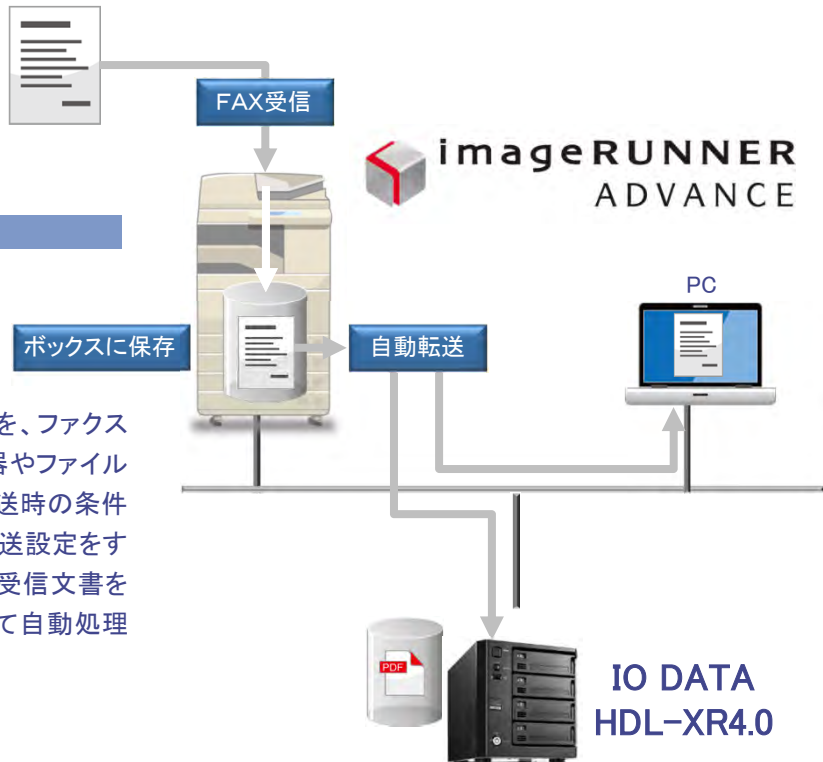 FAX受信
imageRUNNER
ADVANCE
PC
ボックスに保存
自動転送
を、ファクス
器やファイル
送時の条件
送設定をす
受信文書を
て自動処理
PDF
IO DATA
HDL-XR4.0